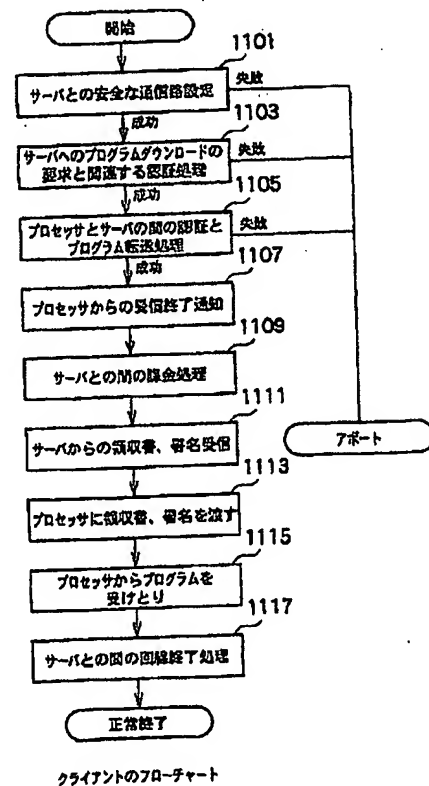 開始
1101
サーバとの安全な通信路設定
失敗
成功
1103
サーバへのプログラムダウンロードの
要求と関連する認証処理
失敗
成功
1105
プロセッサとサーバの間の認証と
プログラム転送処理
失敗
成功
1107
プロセッサからの受信終了通知
1109
サーバとの間の課金処理
1111
サーバからの領収書、署名受信
アボート
1113
プロセッサに領収書、署名を渡す
1115
プロセッサからプログラムを
受けとり
1117
サーバとの間の回線終了処理
正常終了
クライアントのフローチャート